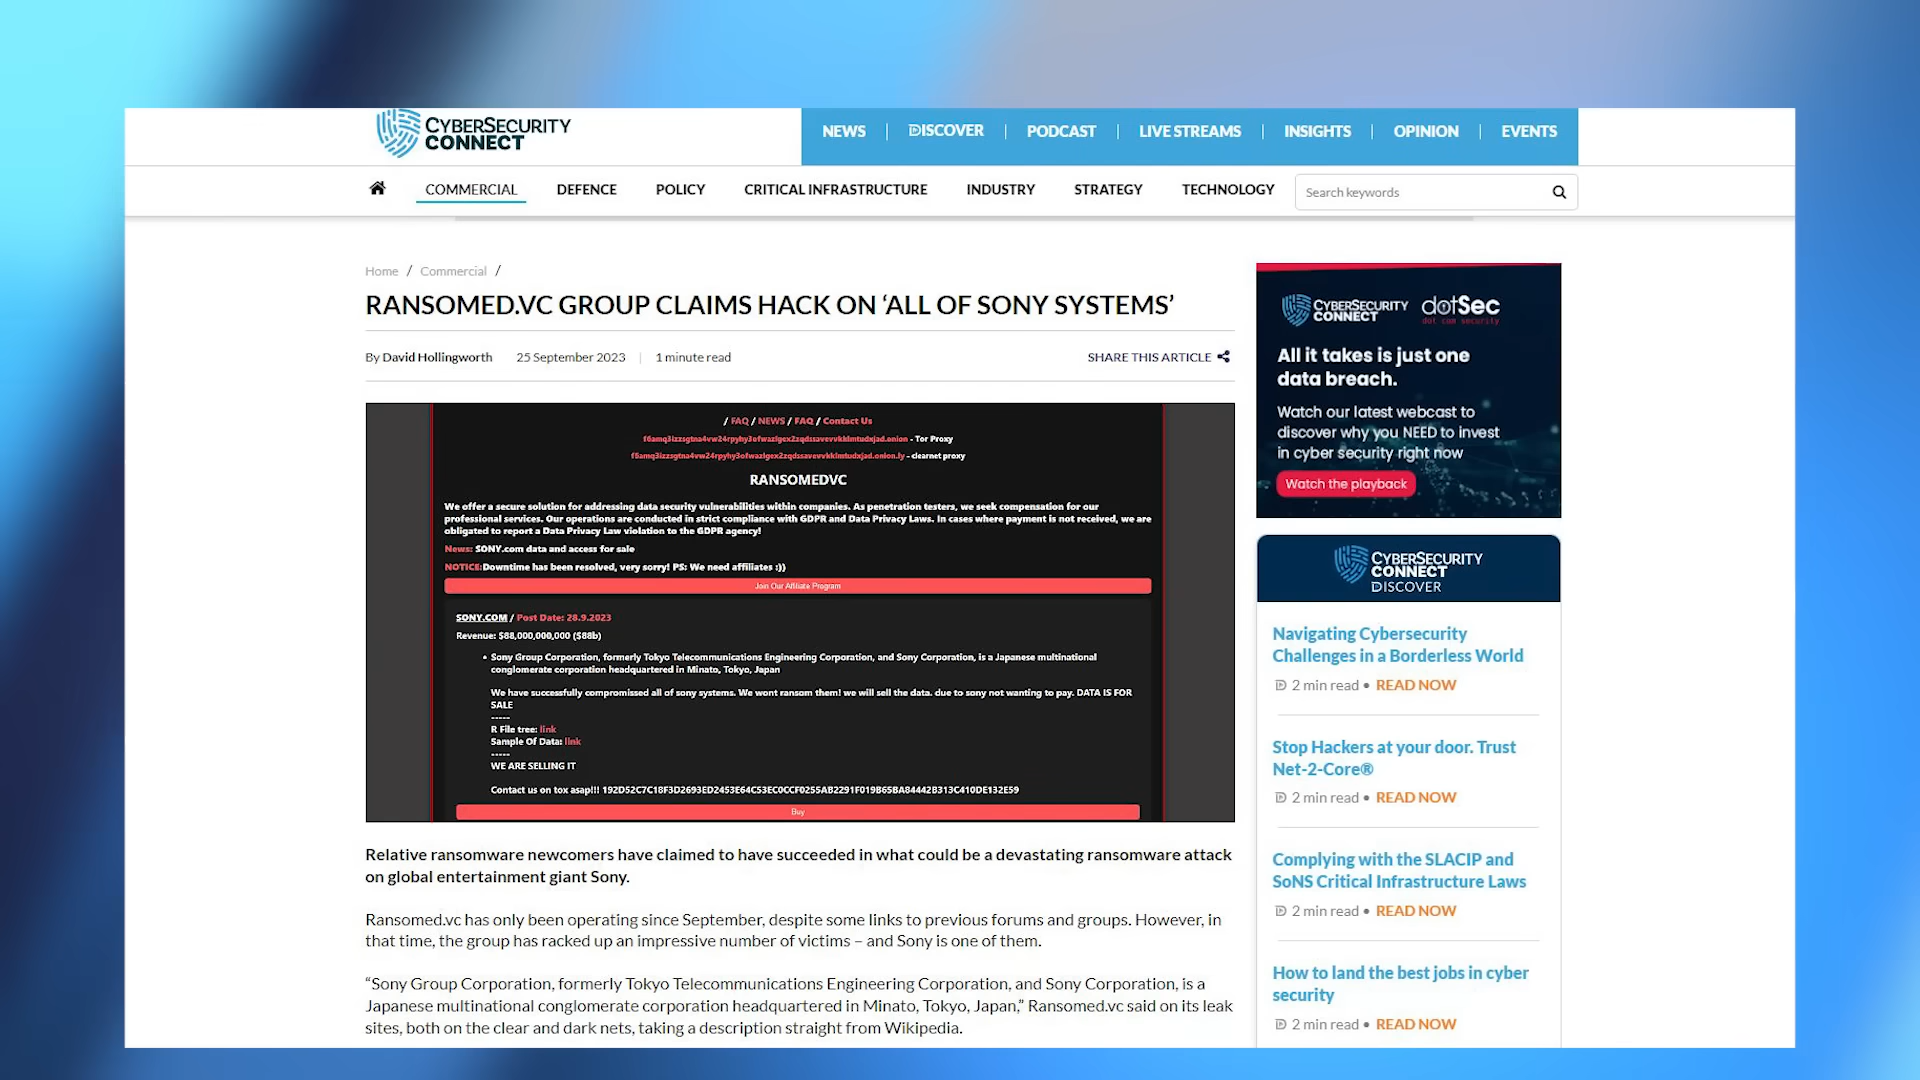 CYBERSECURITY
CONNECT
NEWS
DISCOVER
PODCAST
LIVE STREAMS
INSIGHTS
OPINION
EVENTS
COMMERCIAL
DEFENCE
POLICY
CRITICAL INFRASTRUCTURE
INDUSTRY
STRATEGY
TECHNOLOGY
Search keywords
Home / Commercial /
RANSOMED.VC GROUP CLAIMS HACK ON ‘ALL OF SONY SYSTEMS’
By David Hollingworth 25 September 2023 | 1 minute read
SHARE THIS ARTICLE
/ FAQ / NEWS / FAQ / Contact Us
- Tor Proxy
- clearnet proxy
RANSOMEDVC
We offer a secure solution for addressing data security vulnerabilities within companies. As penetration testers, we seek compensation for our
professional services. Our operations are conducted in strict compliance with GDPR and Data Privacy Laws. In cases where payment is not received, we are
obligated to report a Data Privacy Law violation to the GDPR agency!
News: SONY.com data and access for sale
NOTICE:Downtime has been resolved, very sorry! PS: We need affiliates :))
Join Our Affiliate Program
SONY.COM / Post Date: 28.9.2023
Revenue: $88,000,000,000 ($88b)
• Sony Group Corporation, formerly Tokyo Telecommunications Engineering Corporation, and Sony Corporation, is a Japanese multinational
conglomerate corporation headquartered in Minato, Tokyo, Japan
We have successfully compromised all of sony systems. We wont ransom them! we will sell the data. due to sony not wanting to pay. DATA IS FOR
SALE
-----
R File tree: link
Sample Of Data: link
-----
WE ARE SELLING IT
Contact us on tox asap!!! 192D52C7C18F3D2693ED2453E64C53EC0CCF0255AB2291F019B65BA84442B313C410DE132E59
Buy
Relative ransomware newcomers have claimed to have succeeded in what could be a devastating ransomware attack
on global entertainment giant Sony.
Ransomed.vc has only been operating since September, despite some links to previous forums and groups. However, in
that time, the group has racked up an impressive number of victims – and Sony is one of them.
“Sony Group Corporation, formerly Tokyo Telecommunications Engineering Corporation, and Sony Corporation, is a
Japanese multinational conglomerate corporation headquartered in Minato, Tokyo, Japan,” Ransomed.vc said on its leak
sites, both on the clear and dark nets, taking a description straight from Wikipedia.
CYBERSECURITY
CONNECT
dotSec
dot com security
All it takes is just one
data breach.
Watch our latest webcast to
discover why you NEED to invest
in cyber security right now
Watch the playback
CYBERSECURITY
CONNECT
DISCOVER
Navigating Cybersecurity
Challenges in a Borderless World
2 min read • READ NOW
Stop Hackers at your door. Trust
Net-2-Core®
2 min read • READ NOW
Complying with the SLACIP and
SoNS Critical Infrastructure Laws
2 min read • READ NOW
How to land the best jobs in cyber
security
2 min read • READ NOW